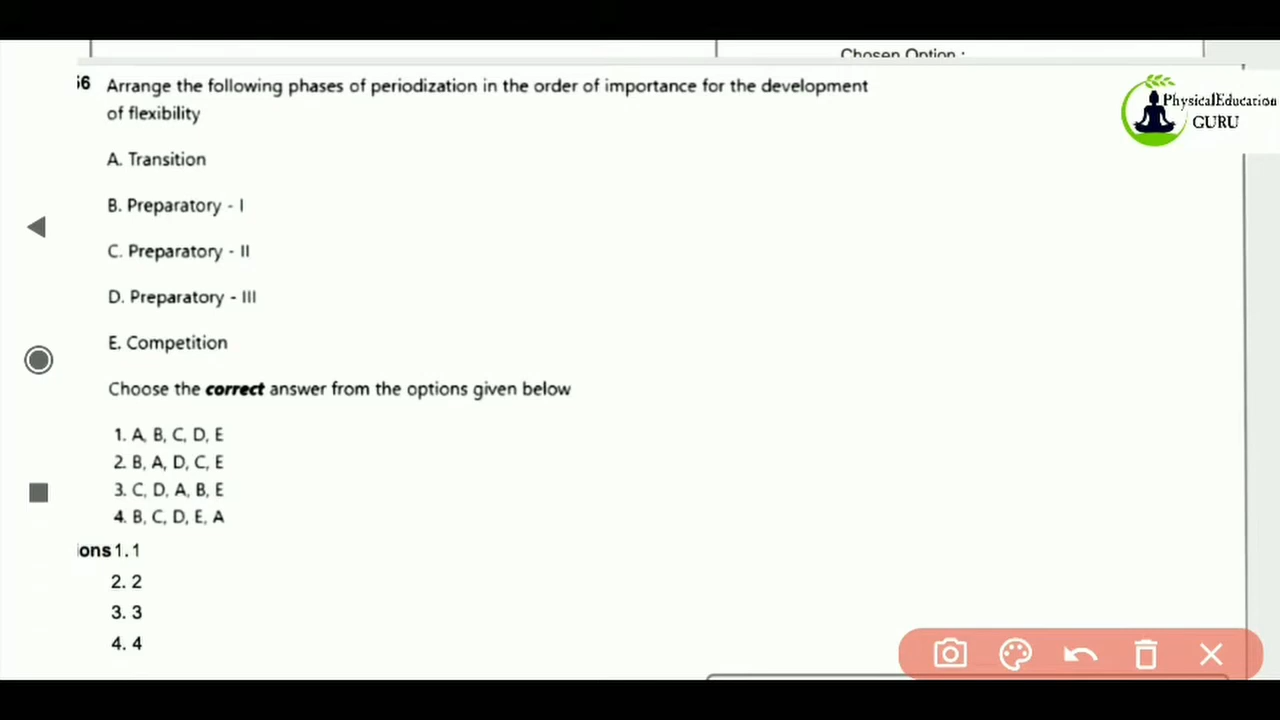 Chosen Option :
56 Arrange the following phases of periodization in the order of importance for the development
of flexibility
PhysicalEducation
GURU
A. Transition
B. Preparatory - I
C. Preparatory - II
D. Preparatory - III
E. Competition
Choose the correct answer from the options given below
1. A, B, C, D, E
2. B, A, D, C, E
3. C, D, A, B, E
4. B, C, D, E, A
ions 1. 1
2. 2
3. 3
4. 4